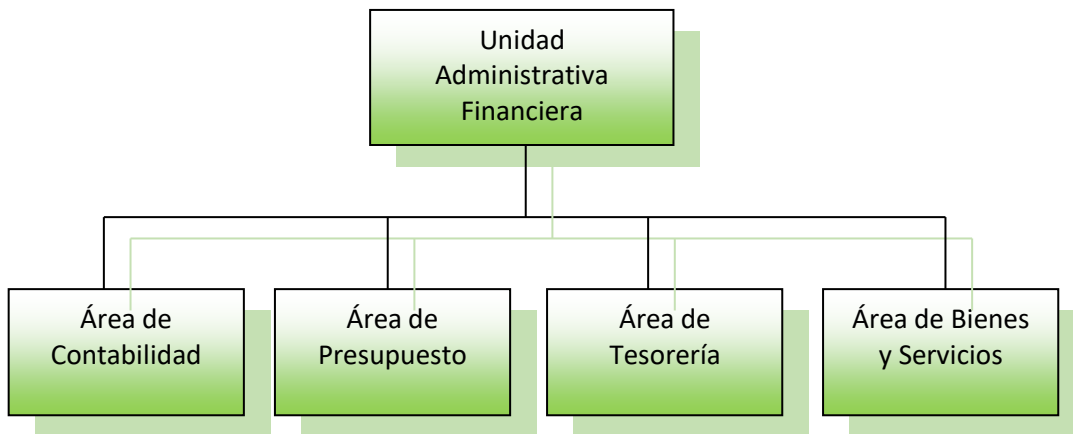 Unidad
Administrativa
Financiera
Área de
Contabilidad
Área de
Presupuesto
Área de
Tesorería
Área de Bienes
y Servicios